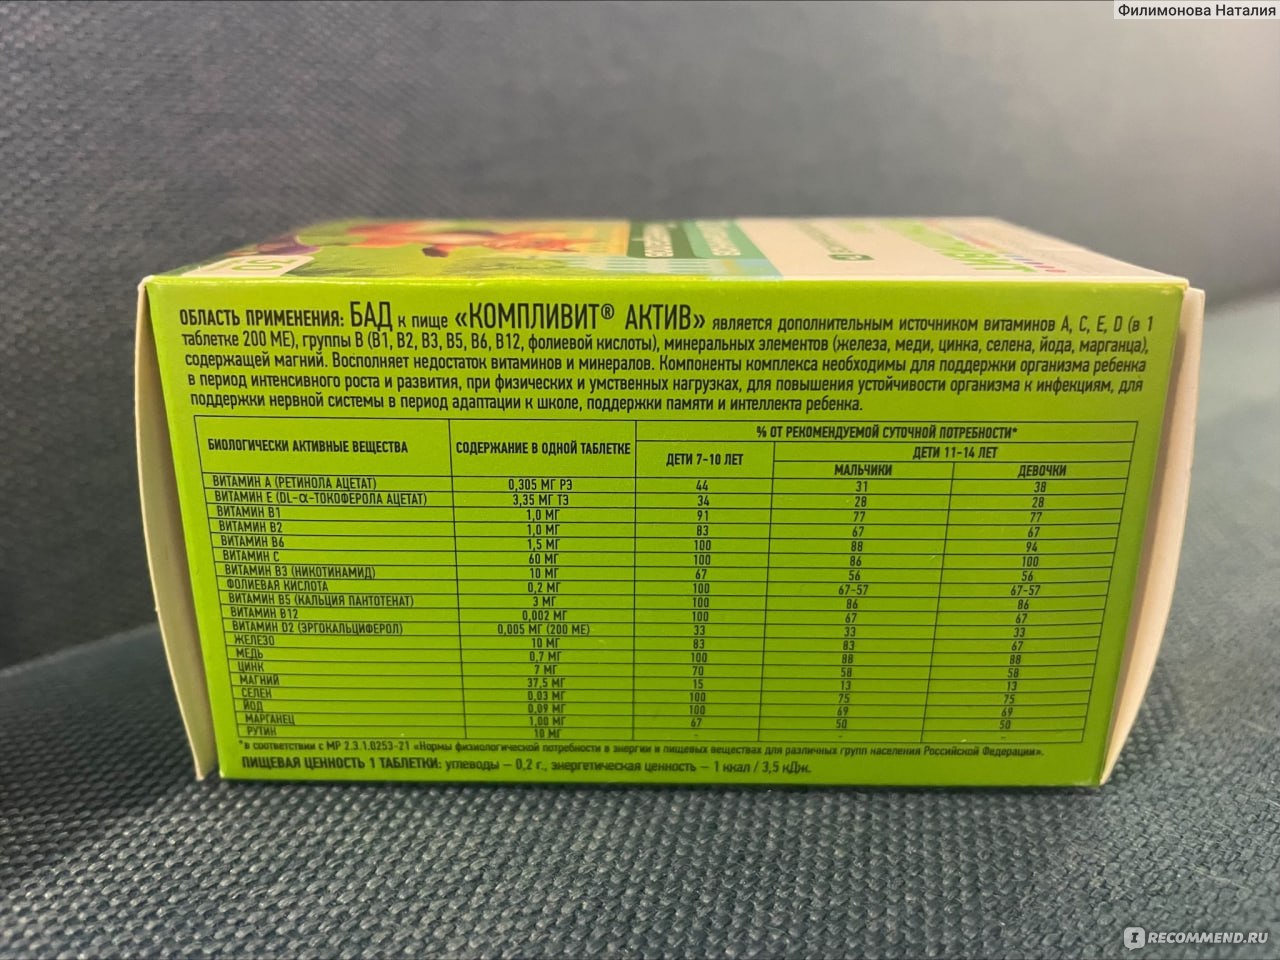 Филимонова Наталия
ОБЛАСТЬ ПРИМЕНЕНИЯ: БАД к пище «КОМПЛИВИТ® АКТИВ» является дополнительным источником витаминов А, С, Е, D (в 1
таблетке 200 МЕ), группы В (В1, В2, В3, В5, В6, В12, фолиевой кислоты), минеральных элементов (железа, меди, цинка, селена, йода, марганца),
содержащей магний. Восполняет недостаток витаминов и минералов. Компоненты комплекса необходимы для поддержки организма ребенка
в период интенсивного роста и развития, при физических и умственных нагрузках, для повышения устойчивости организма к инфекциям, для
поддержки нервной системы в период адаптации к школе, поддержки памяти и интеллекта ребенка.
БИОЛОГИЧЕСКИ АКТИВНЫЕ ВЕЩЕСТВА СОДЕРЖАНИЕ В ОДНОЙ ТАБЛЕТКЕ % ОТ РЕКОМЕНДУЕМОЙ СУТОЧНОЙ ПОТРЕБНОСТИ*
ДЕТИ 7-10 ЛЕТ ДЕТИ 11-14 ЛЕТ
МАЛЬЧИКИ ДЕВОЧКИ
ВИТАМИН А (РЕТИНОЛА АЦЕТАТ) 0,305 МГ РЭ 44 31 38
ВИТАМИН Е (DL-α-ТОКОФЕРОЛА АЦЕТАТ) 3,35 МГ ТЭ 34 28 28
ВИТАМИН В1 1,0 МГ 91 77 77
ВИТАМИН В2 1,0 МГ 83 67 67
ВИТАМИН В6 1,5 МГ 100 88 94
ВИТАМИН С 60 МГ 100 86 100
ВИТАМИН В3 (НИКОТИНАМИД) 10 МГ 67 56 56
ФОЛИЕВАЯ КИСЛОТА 0,2 МГ 100 67-57 67-57
ВИТАМИН В5 (КАЛЬЦИЯ ПАНТОТЕНАТ) 3 МГ 100 86 86
ВИТАМИН В12 0,002 МГ 100 67 67
ВИТАМИН D2 (ЭРГОКАЛЬЦИФЕРОЛ) 0,005 МГ (200 МЕ) 33 33 33
ЖЕЛЕЗО 10 МГ 83 83 67
МЕДЬ 0,7 МГ 100 88 88
ЦИНК 7 МГ 70 58 58
МАГНИЙ 37,5 МГ 15 13 13
СЕЛЕН 0,03 МГ 100 75 75
ЙОД 0,09 МГ 100 69 69
МАРГАНЕЦ 1,00 МГ 67 50 50
РУТИН 10 МГ - - -
*в соответствии с МР 2.3.1.0253-21 «Нормы физиологической потребности в энергии и пищевых веществах для различных групп населения Российской Федерации».
ПИЩЕВАЯ ЦЕННОСТЬ 1 ТАБЛЕТКИ: углеводы – 0,2 г., энергетическая ценность – 1 ккал / 3,5 кДж.
IRECOMMEND.RU